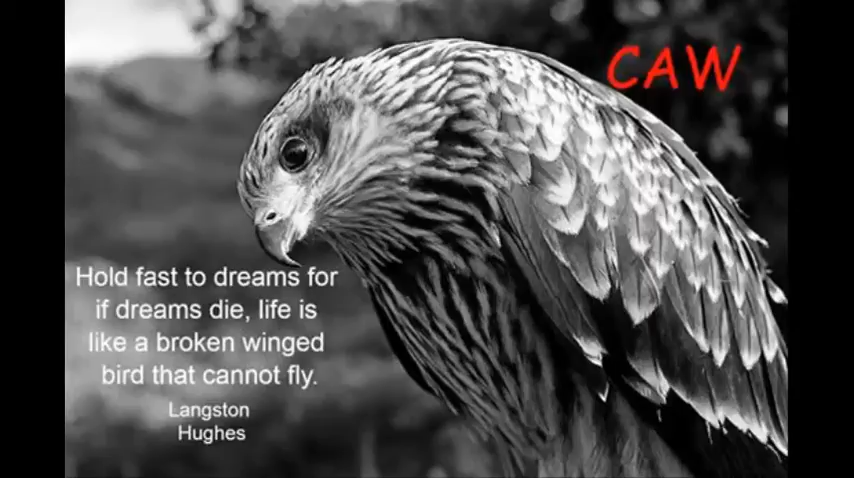 CAW
Hold fast to dreams for
if dreams die, life is
like a broken winged
bird that cannot fly.
Langston
Hughes